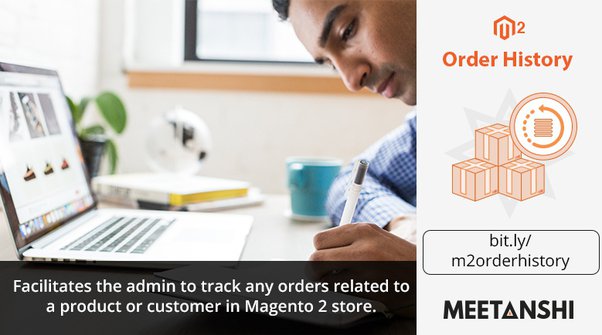 2
Order History
bit.ly/
m2orderhistory
Facilitates the admin to track any orders related to
a product or customer in Magento 2 store.
MEETANSHI